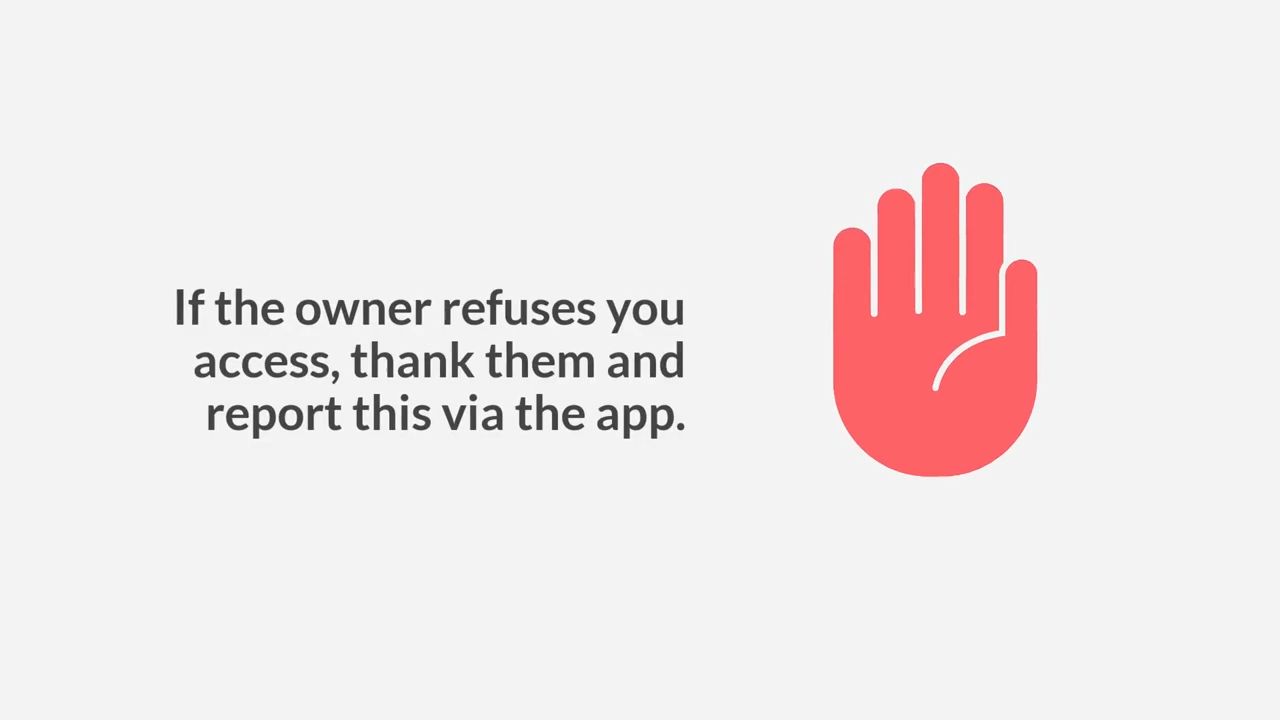 If the owner refuses you
access, thank them and
report this via the app.